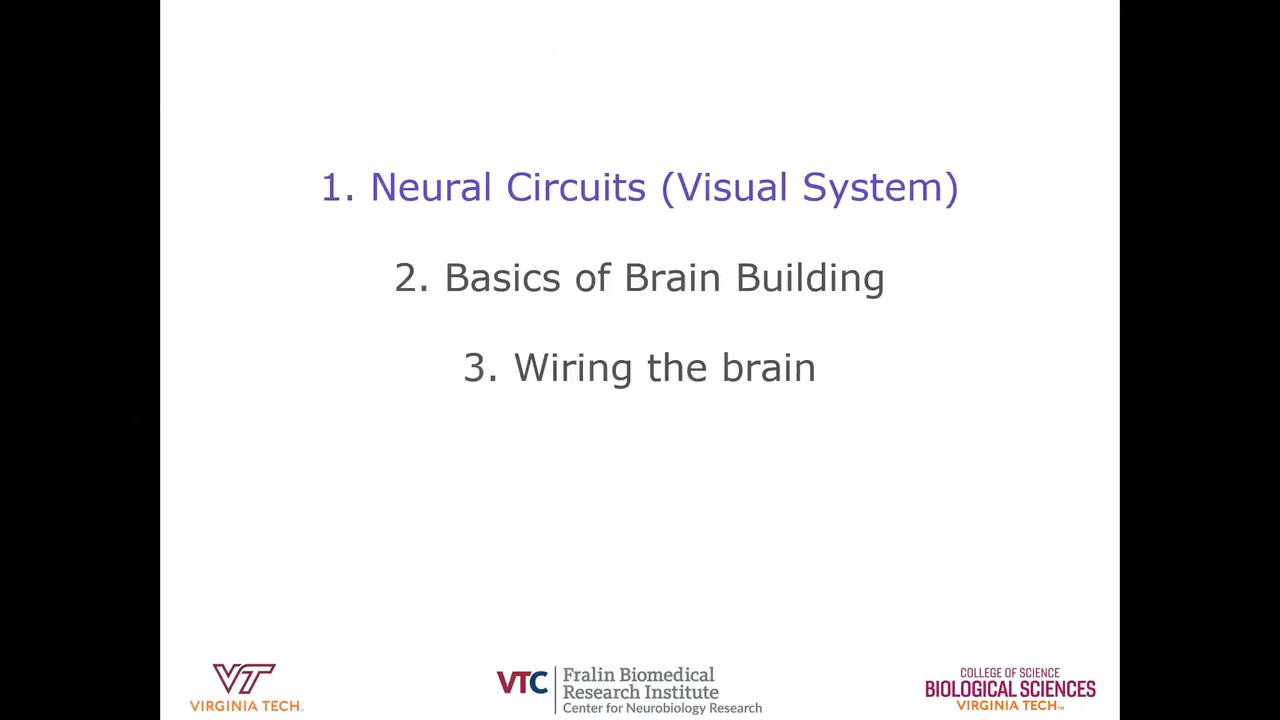 1. Neural Circuits (Visual System)
2. Basics of Brain Building
3. Wiring the brain
VT
VIRGINIA TECH.
VTC
Fralin Biomedical
Research Institute
Center for Neurobiology Research
COLLEGE OF SCIENCE
BIOLOGICAL SCIENCES
VIRGINIA TECH™